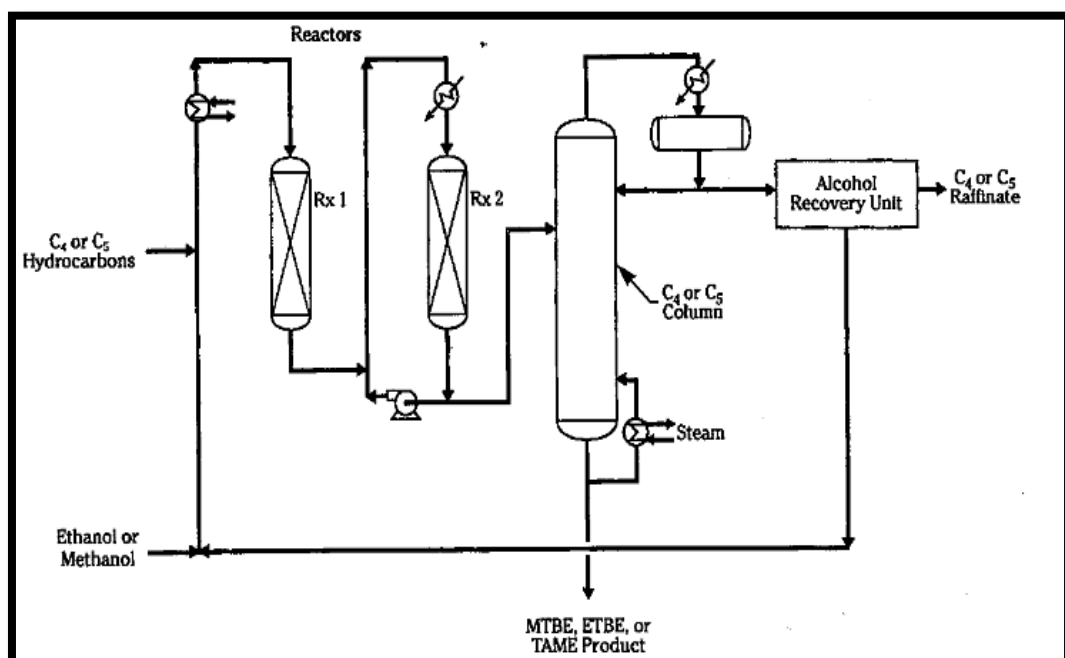 Reactors
Rx 1
Rx 2
C₄ or C₅
Hydrocarbons
Alcohol
Recovery Unit
C₄ or C₅
Raffinate
C₄ or C₅
Column
Steam
Ethanol or
Methanol
MTBE, ETBE, or
TAME Product